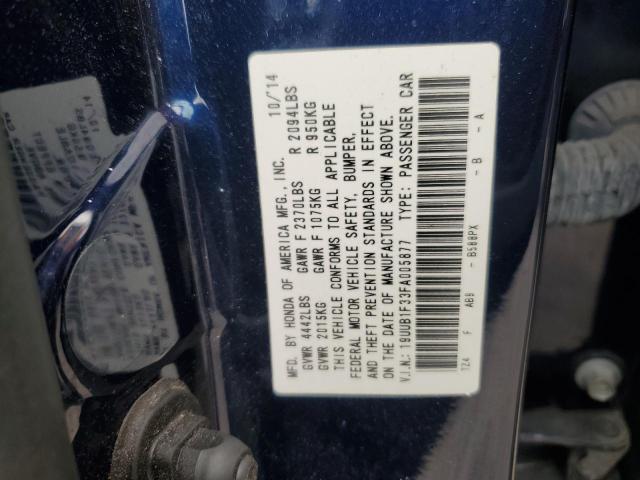 MFD. BY HONDA OF AMERICA MFG., INC. 10/14
GVWR 4442LBS GAWR F 2370LBS R 2094LBS
GVWR 2015KG GAWR F 1075KG R 950KG
THIS VEHICLE CONFORMS TO ALL APPLICABLE
FEDERAL MOTOR VEHICLE SAFETY, BUMPER,
AND THEFT PREVENTION STANDARDS IN EFFECT
ON THE DATE OF MANUFACTURE SHOWN ABOVE.
V.I.N.: 19UUB1F33FA005877 TYPE: PASSENGER CAR
TZ4 F ABB - B588PX - B - A